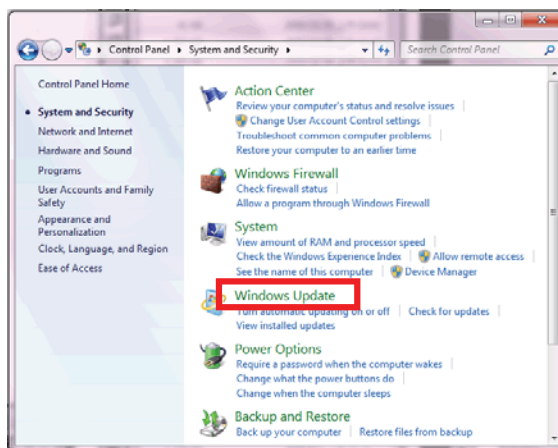 Control Panel System and Security Search Control Panel
Control Panel Home
System and Security
Network and Internet
Hardware and Sound
Programs
User Accounts and Family
Safety
Appearance and
Personalization
Clock, Language, and Region
Ease of Access
Action Center
Review your computer's status and resolve issues
Change User Account Control settings
Troubleshoot common computer problems
Restore your computer to an earlier time
Windows Firewall
Check firewall status
Allow a program through Windows Firewall
System
View amount of RAM and processor speed
Check the Windows Experience Index Allow remote access
See the name of this computer Device Manager
Windows Update
Turn automatic updating on or off Check for updates
View installed updates
Power Options
Require a password when the computer wakes
Change what the power buttons do
Change when the computer sleeps
Backup and Restore
Back up your computer Restore files from backup